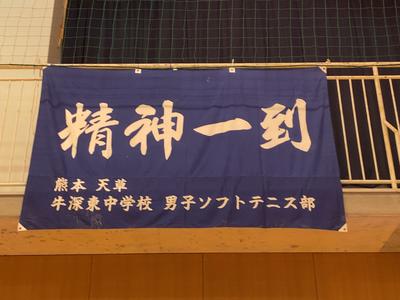 精神一到
熊本 天草
牛深東中学校 男子ソフトテニス部